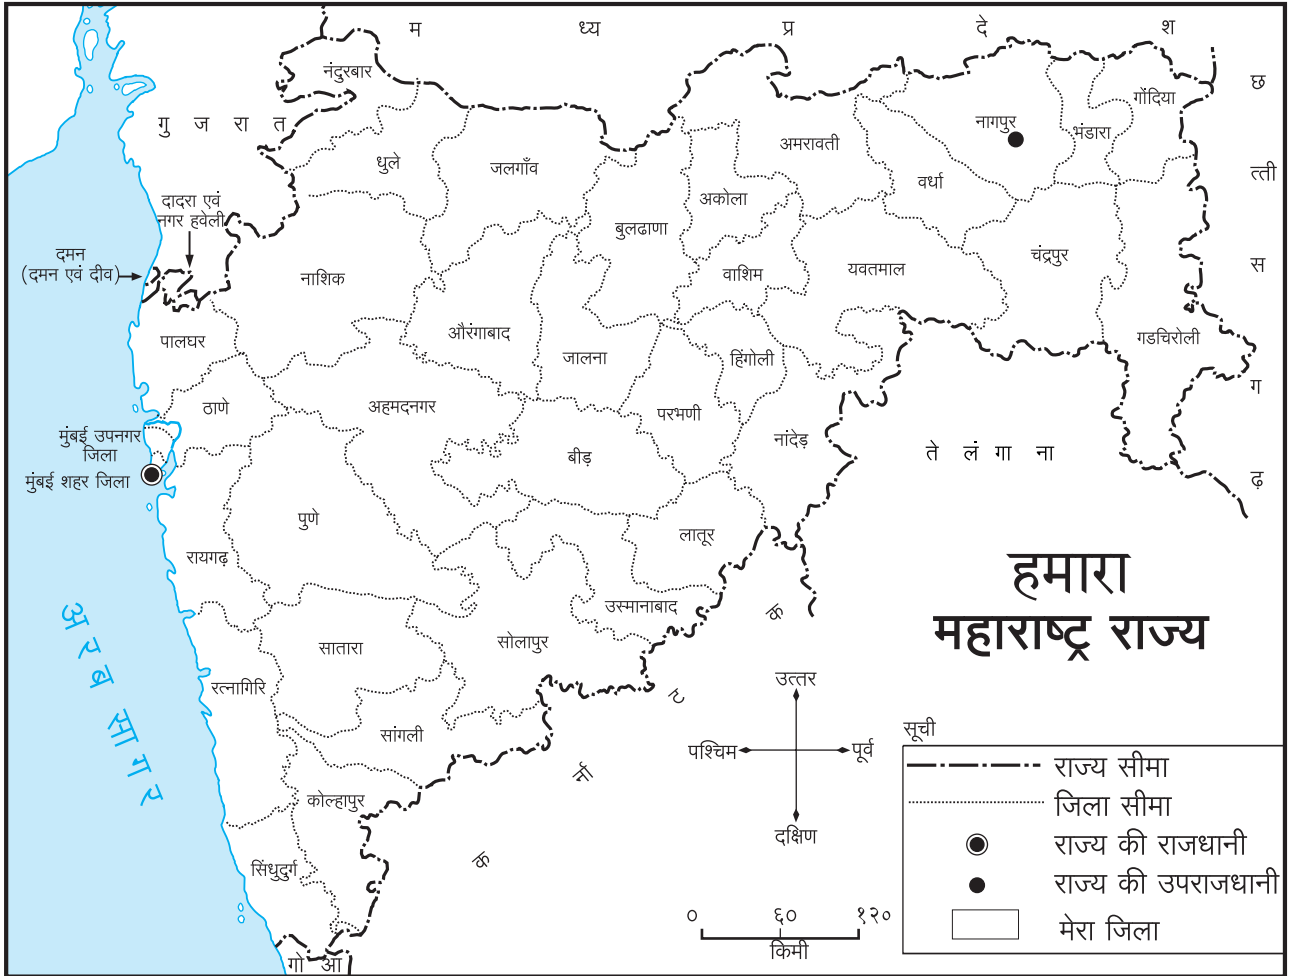 म ध्य प्र दे श
नंदुरबार
छ
गोंदिया
गु ज रा त
नागपुर
भंडारा
अमरावती
धुले
जलगाँव
त्ती
वर्धा
दादरा एवं
नगर हवेली
अकोला
बुलढाणा
दमन
(दमन एवं दीव)
नाशिक
वाशिम
यवतमाल
चंद्रपुर
स
पालघर
औरंगाबाद
जालना
हिंगोली
गडचिरोली
ग
ठाणे
अहमदनगर
परभणी
मुंबई उपनगर
जिला
नांदेड़
बीड़
ते लं गा ना
मुंबई शहर जिला
ढ़
पुणे
लातूर
रायगढ़
हमारा
महाराष्ट्र राज्य
उस्मानाबाद
अ र ब सा ग र
सातारा
सोलापुर
रत्नागिरि
सांगली
कोल्हापुर
सिंधुदुर्ग
क र्ना ट क
गो आ
उत्तर
पश्चिम
पूर्व
दक्षिण
० ६० १२०
किमी
सूची
राज्य सीमा
जिला सीमा
राज्य की राजधानी
राज्य की उपराजधानी
मेरा जिला